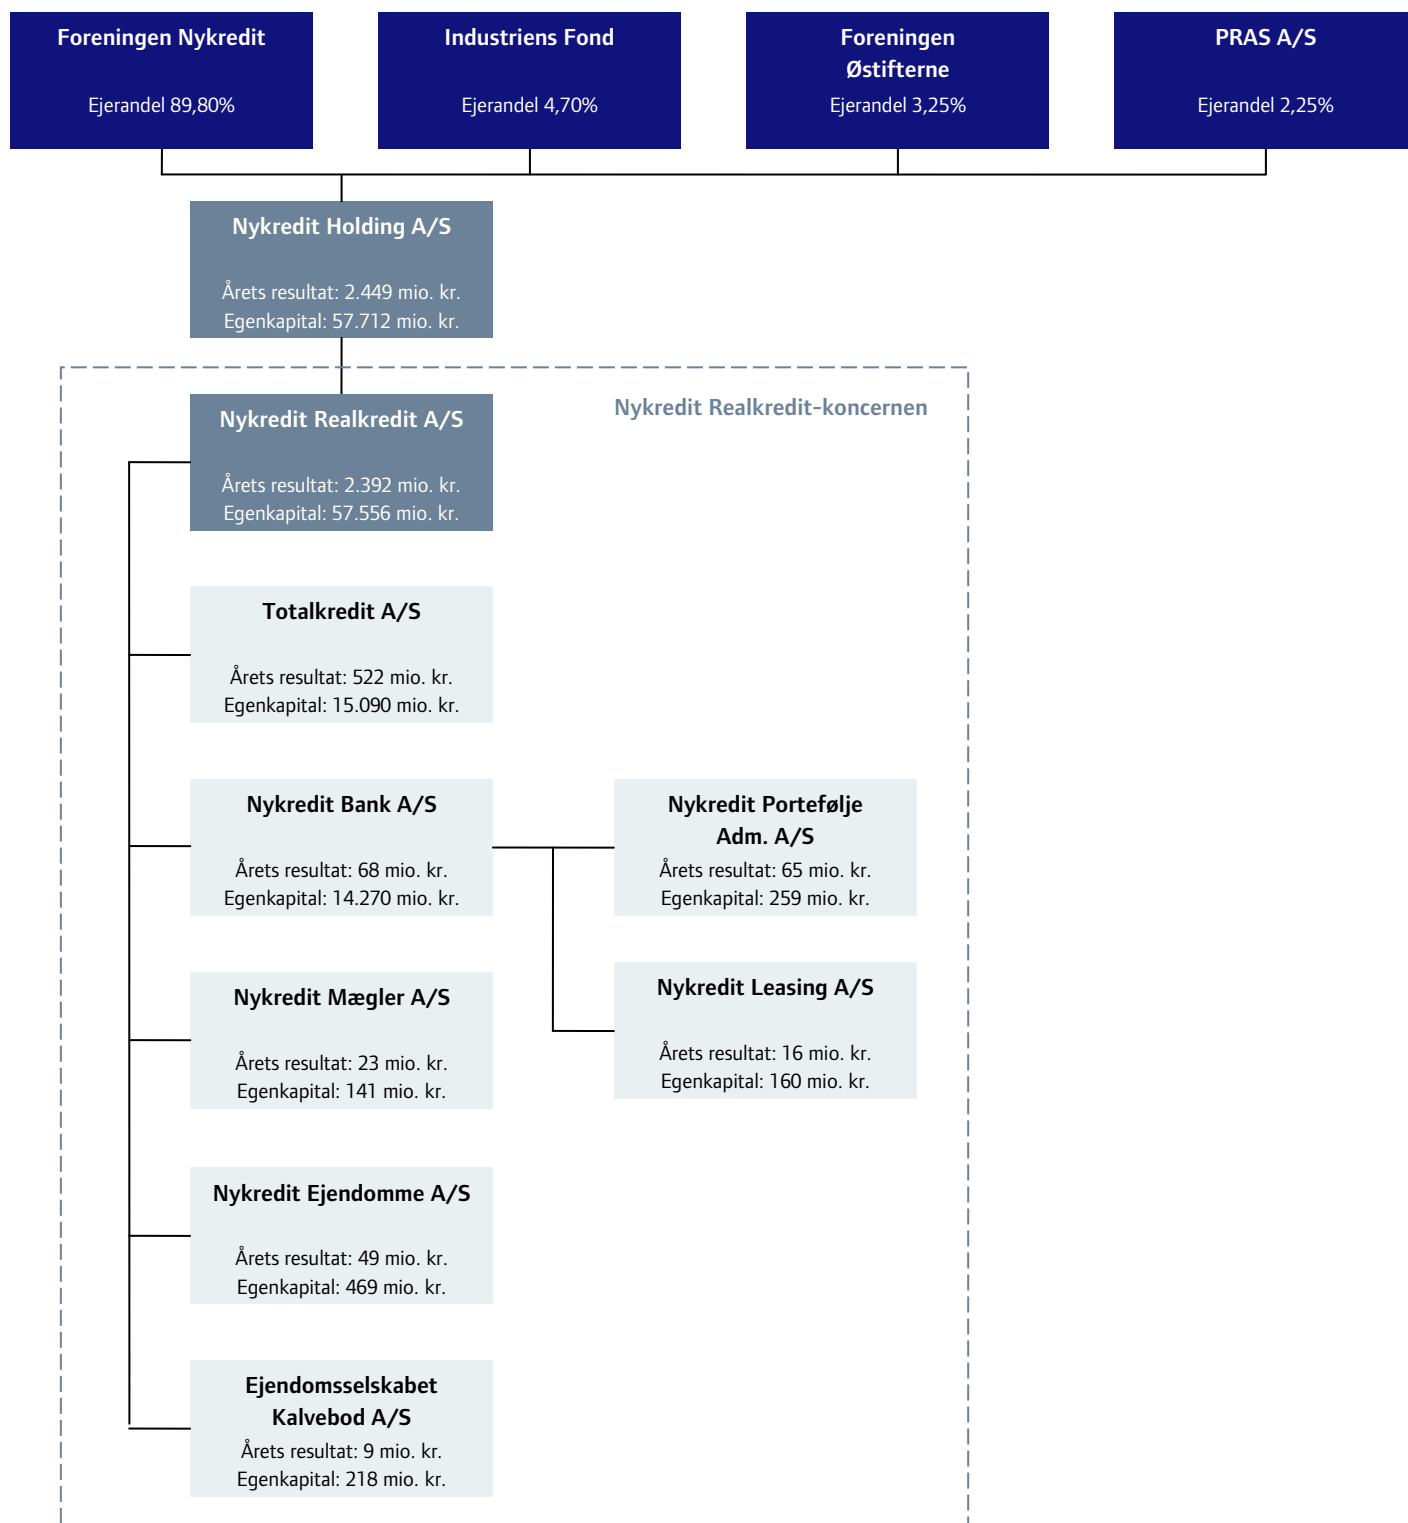 Foreningen Nykredit
Ejerandel 89,80%
Industriens Fond
Ejerandel 4,70%
Foreningen
Østifterne
Ejerandel 3,25%
PRAS A/S
Ejerandel 2,25%
Nykredit Holding A/S
Årets resultat: 2.449 mio. kr.
Egenkapital: 57.712 mio. kr.
Nykredit Realkredit-koncernen
Nykredit Realkredit A/S
Årets resultat: 2.392 mio. kr.
Egenkapital: 57.556 mio. kr.
Totalkredit A/S
Årets resultat: 522 mio. kr.
Egenkapital: 15.090 mio. kr.
Nykredit Bank A/S
Årets resultat: 68 mio. kr.
Egenkapital: 14.270 mio. kr.
Nykredit Portefølje
Adm. A/S
Årets resultat: 65 mio. kr.
Egenkapital: 259 mio. kr.
Nykredit Mægler A/S
Årets resultat: 23 mio. kr.
Egenkapital: 141 mio. kr.
Nykredit Leasing A/S
Årets resultat: 16 mio. kr.
Egenkapital: 160 mio. kr.
Nykredit Ejendomme A/S
Årets resultat: 49 mio. kr.
Egenkapital: 469 mio. kr.
Ejendomsselskabet
Kalvebod A/S
Årets resultat: 9 mio. kr.
Egenkapital: 218 mio. kr.